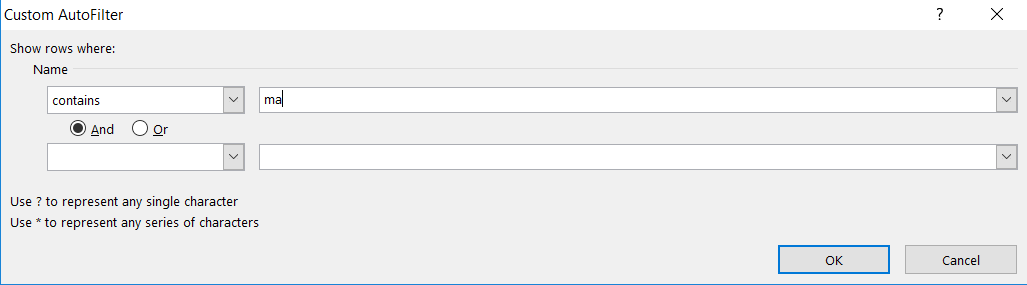 Custom AutoFilter ?
Show rows where:
Name
contains ma
And Or
Use ? to represent any single character
Use * to represent any series of characters
OK Cancel